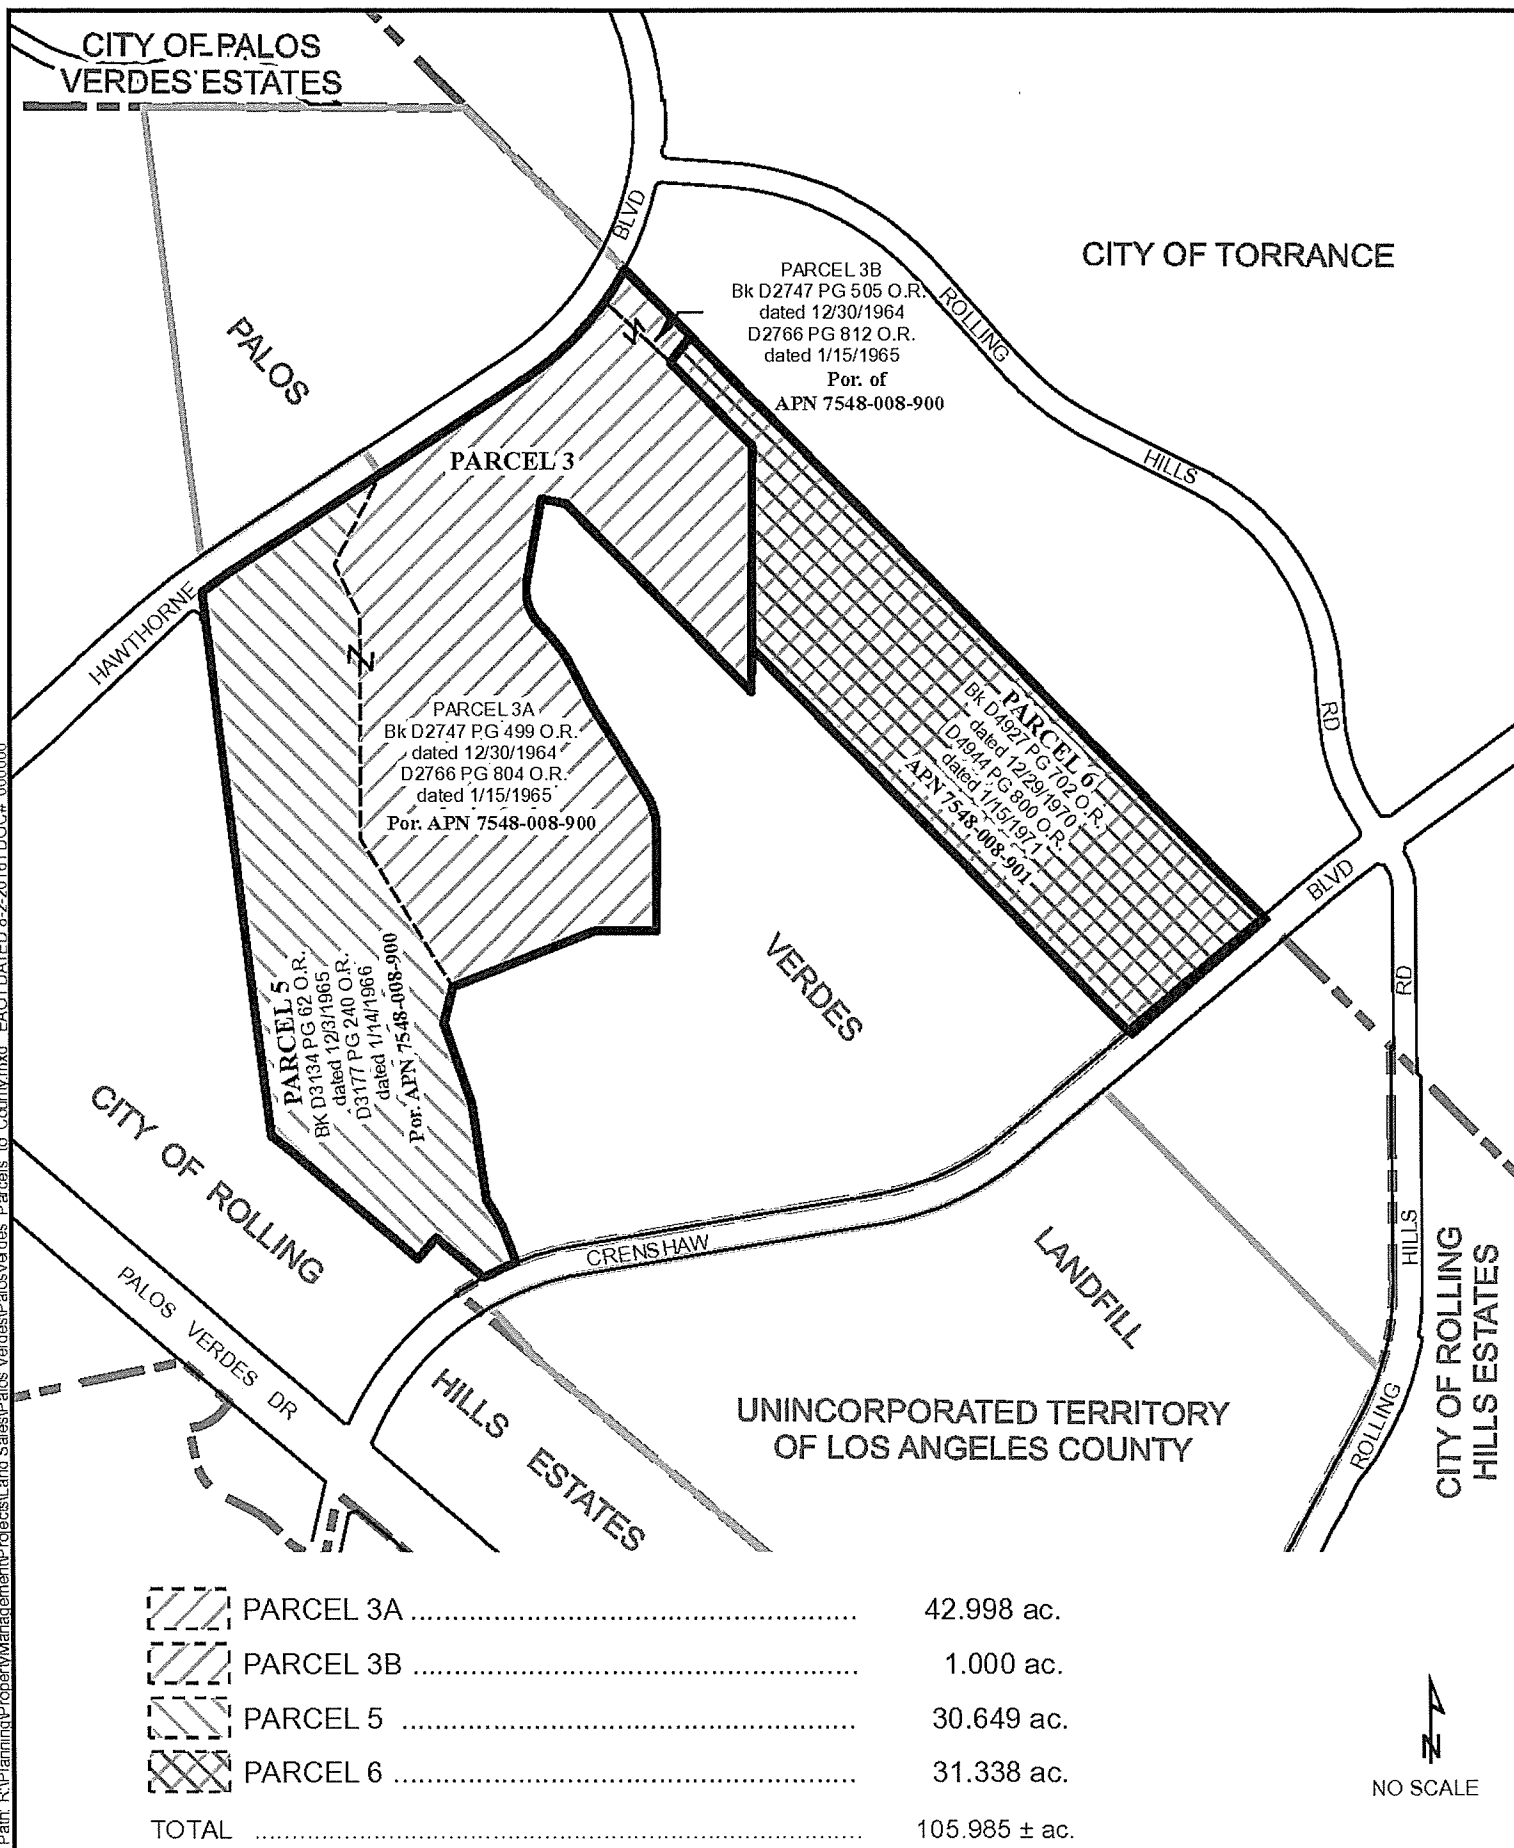 CITY OF PALOS
VERDES ESTATES
BLVD
CITY OF TORRANCE
PARCEL 3B
Bk D2747 PG 505 O.R.
dated 12/30/1964
D2766 PG 812 O.R.
dated 1/15/1965
Por. of
APN 7548-008-900
ROLLING
HILLS
RD
PALOS
PARCEL 3
HAWTHORNE
PARCEL 3A
Bk D2747 PG 499 O.R.
dated 12/30/1964
D2766 PG 804 O.R.
dated 1/15/1965
Por. APN 7548-008-900
PARCEL 6
Bk D4927 PG 702 O.R.
dated 12/29/1970
D4944 PG 800 O.R.
dated 1/15/1971
APN 7548-008-901
BLVD
VERDES
RD
PARCEL 5
BK D3134 PG 62 O.R.
dated 12/3/1965
D3177 PG 240 O.R.
dated 1/14/1966
Por. APN 7548-008-900
CITY OF ROLLING
CRENSHAW
LANDFILL
HILLS
PALOS VERDES DR
HILLS ESTATES
UNINCORPORATED TERRITORY
OF LOS ANGELES COUNTY
ROLLING
CITY OF ROLLING
HILLS ESTATES
PARCEL 3A ........ 42.998 ac.
PARCEL 3B ........ 1.000 ac.
PARCEL 5 ........ 30.649 ac.
PARCEL 6 ........ 31.338 ac.
TOTAL ........ 105.985 ± ac.
N
NO SCALE